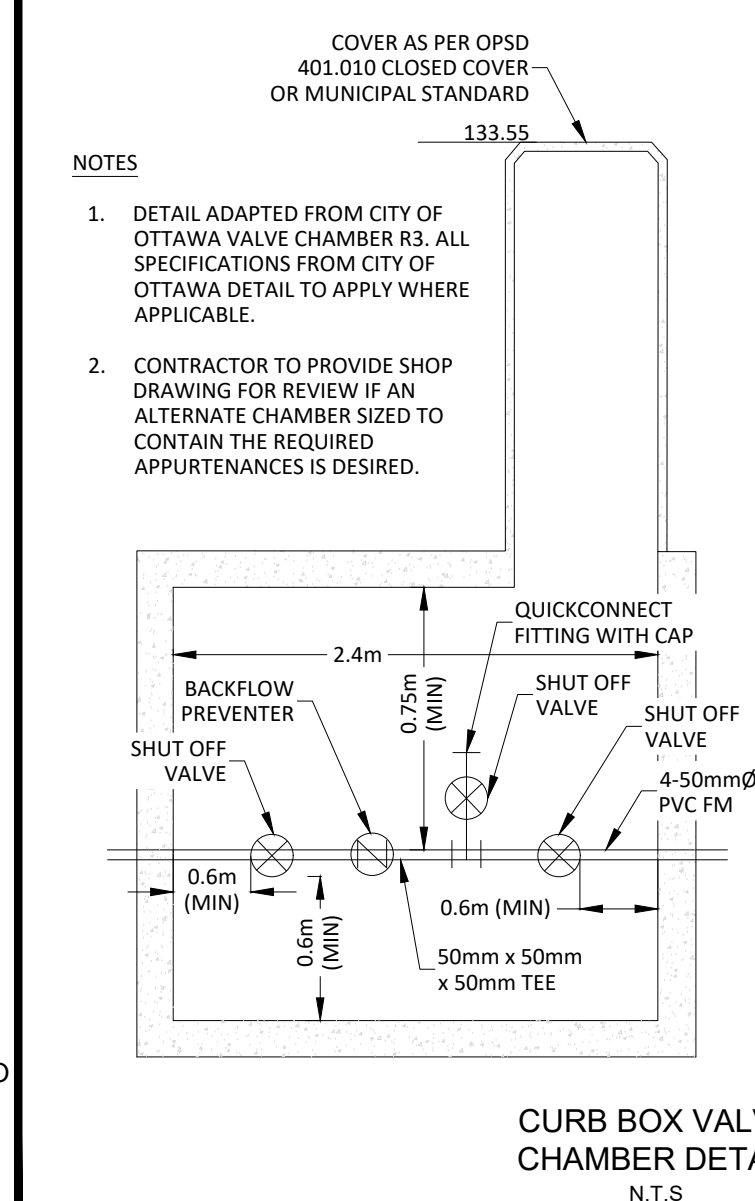 COVER AS PER OPSD
401.010 CLOSED COVER
OR MUNICIPAL STANDARD
133.55
NOTES
1. DETAIL ADAPTED FROM CITY OF
OTTAWA VALVE CHAMBER R3. ALL
SPECIFICATIONS FROM CITY OF
OTTAWA DETAIL TO APPLY WHERE
APPLICABLE.
2. CONTRACTOR TO PROVIDE SHOP
DRAWING FOR REVIEW IF AN
ALTERNATE CHAMBER SIZED TO
CONTAIN THE REQUIRED
APPURTENANCES IS DESIRED.
QUICKCONNECT
FITTING WITH CAP
2.4m
0.75m
(MIN)
BACKFLOW
PREVENTER
SHUT OFF
VALVE
SHUT OFF
VALVE
SHUT OFF
VALVE
4-50mmØ
PVC FM
0.6m
(MIN)
0.6m
(MIN)
0.6m (MIN)
50mm x 50mm
x 50mm TEE
CURB BOX
CHAMBER
N.T.S